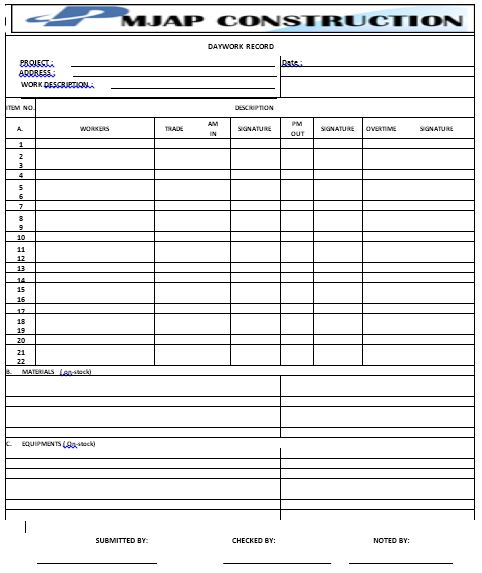 MJAP CONSTRUCTION
DAYWORK RECORD
PROJECT : Date :
ADDRESS :
WORK DESCRIPTION :
ITEM NO. DESCRIPTION
A. WORKERS TRADE AM IN SIGNATURE PM OUT SIGNATURE OVERTIME SIGNATURE
1
2
3
4
5
6
7
8
9
10
11
12
13
14
15
16
17
18
19
20
21
22
B. MATERIALS ( on-stock)
C. EQUIPMENTS ( On-stock)
SUBMITTED BY: CHECKED BY: NOTED BY: